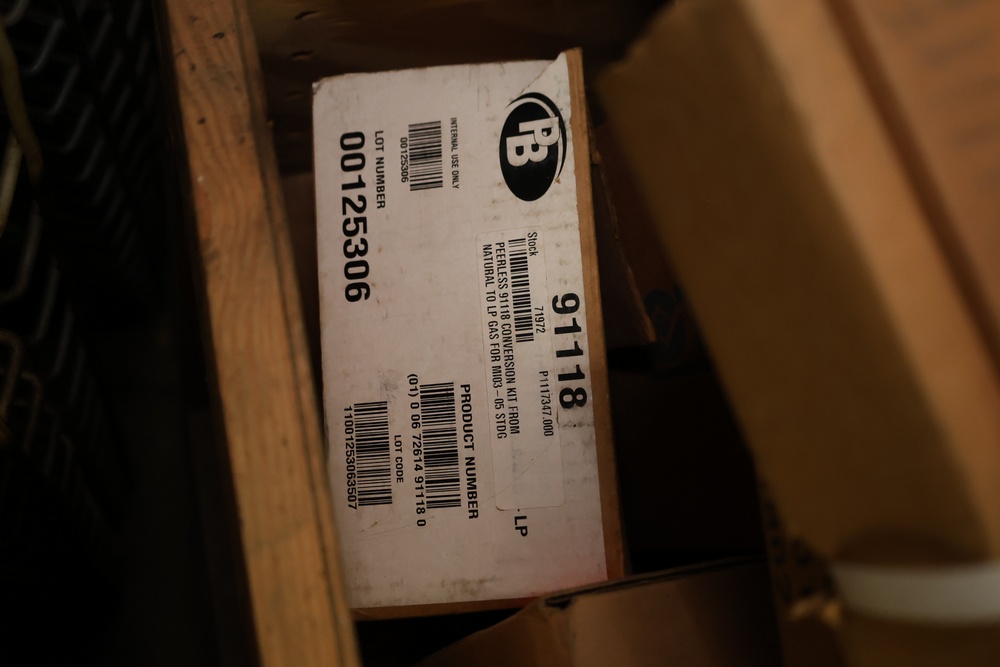 PB
91118
Stock
71972
P1117347.000
PEERLESS 91118 CONVERSION KIT FROM
NATURAL TO LP GAS FOR MI03-05 STDG
LP
INTERNAL USE ONLY
00125306
LOT NUMBER
00125306
PRODUCT NUMBER
(01) 0 06 72614 91118 0
LOT CODE
11001253063507